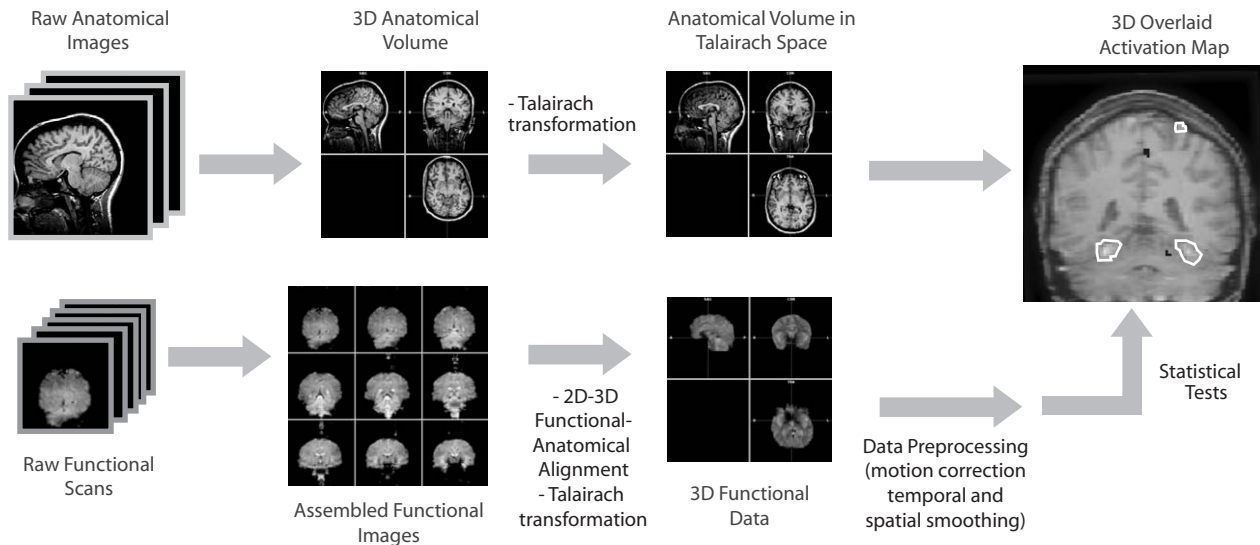 Raw Anatomical
Images
3D Anatomical
Volume
- Talairach
transformation
Anatomical Volume in
Talairach Space
3D Overlaid
Activation Map
Raw Functional
Scans
Assembled Functional
Images
- 2D-3D
Functional-
Anatomical
Alignment
- Talairach
transformation
3D Functional
Data
Data Preprocessing
(motion correction
temporal and
spatial smoothing)
Statistical
Tests